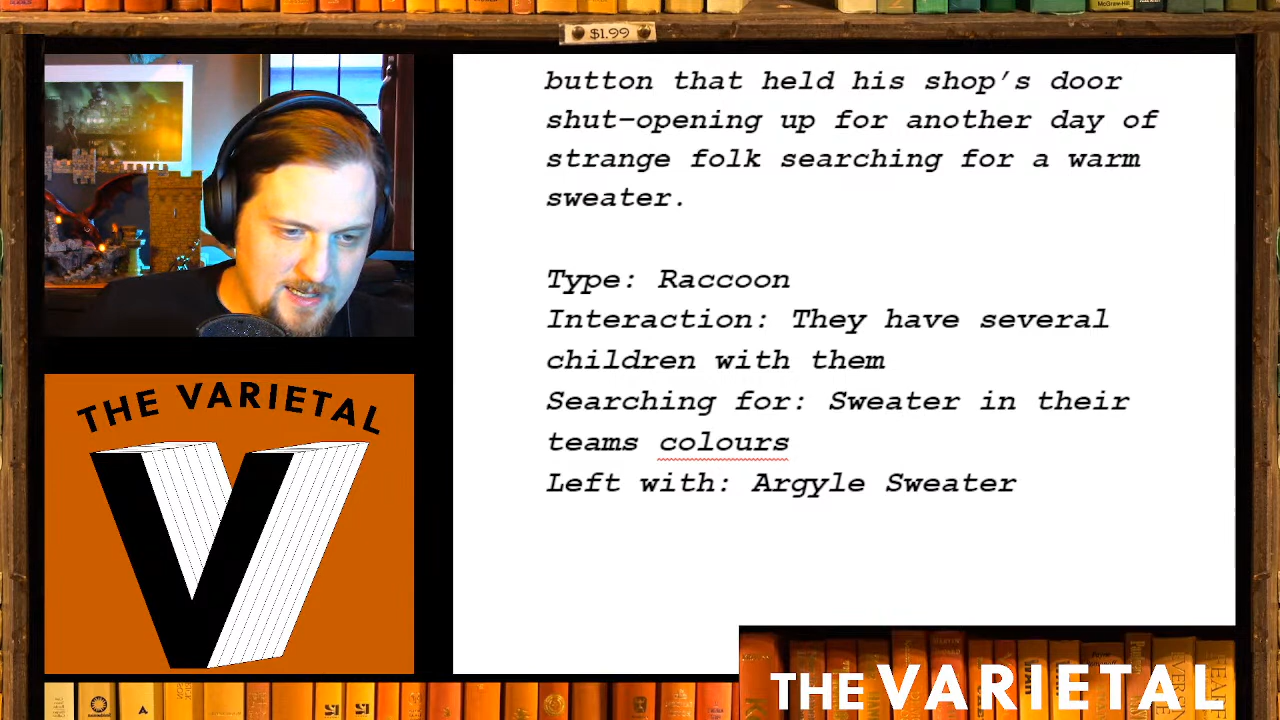 $1.99
button that held his shop's door
shut-opening up for another day of
strange folk searching for a warm
sweater.
Type: Raccoon
Interaction: They have several
children with them
Searching for: Sweater in their
teams colours
Left with: Argyle Sweater
THE VARIETAL
THE VARIETAL